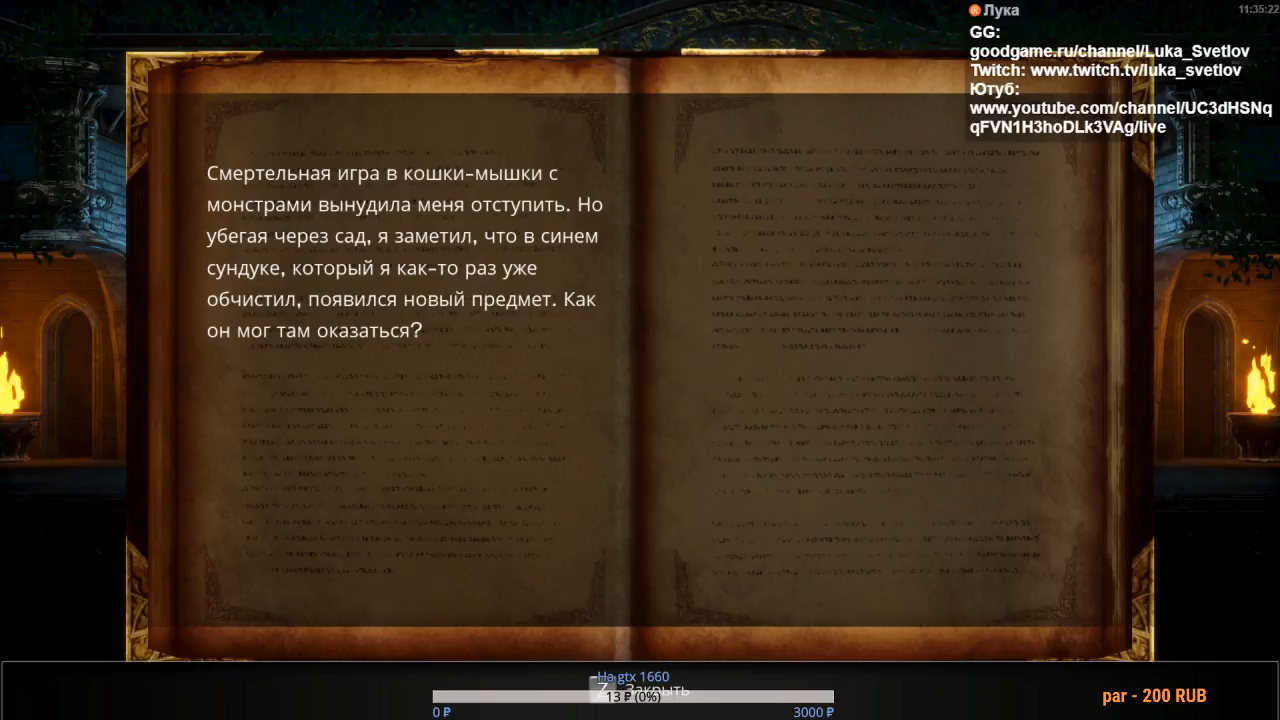 Лука
11:35:22
GG:
goodgame.ru/channel/Luka_Svetlov
Twitch: www.twitch.tv/luka_svetlov
Ютуб:
www.youtube.com/channel/UC3dHSNq
qFVN1H3hoDLk3VAg/live
Смертельная игра в кошки-мышки с
монстрами вынудила меня отступить. Но
убегая через сад, я заметил, что в синем
сундуке, который я как-то раз уже
обчистил, появился новый предмет. Как
он мог там оказаться?
На gtx 1660
Z Закрыть
13 ₽ (0%)
0 ₽ 3000 ₽
par - 200 RUB